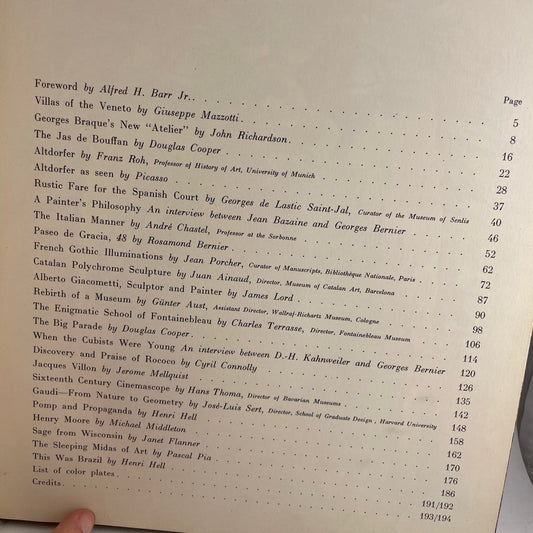 Page
Foreword by Alfred H. Barr Jr. . . . . . . . . . 5
Villas of the Veneto by Giuseppe Mazzotti . . . . . . . . . 8
Georges Braque's New "Atelier" by John Richardson . . . . . . . . . 16
The Jas de Bouffan by Douglas Cooper . . . . . . . . . 22
Altdorfer by Franz Roh, Professor of History of Art, University of Munich . . . . . . . . . 28
Altdorfer as seen by Picasso . . . . . . . . . 37
Rustic Fare for the Spanish Court by Georges de Lastic Saint-Jal, Curator of the Museum of Senlis 40
A Painter's Philosophy An interview between Jean Bazaine and Georges Bernier 46
The Italian Manner by André Chastel, Professor at the Sorbonne . . . . . . . . . 52
Paseo de Gracia, 48 by Rosamond Bernier . . . . . . . . . 62
French Gothic Illuminations by Jean Porcher, Curator of Manuscripts, Bibliothèque Nationale, Paris . . . 72
Catalan Polychrome Sculpture by Juan Ainaud, Director, Museum of Catalan Art, Barcelona . . . 87
Alberto Giacometti, Sculptor and Painter by James Lord . . . . . . . . . 90
Rebirth of a Museum by Günter Aust, Assistant Director, Wallraf-Richartz Museum, Cologne . . . 98
The Enigmatic School of Fontainebleau by Charles Terrasse, Director, Fontainebleau Museum 106
The Big Parade by Douglas Cooper . . . . . . . . . 114
When the Cubists Were Young An interview between D.-H. Kahnweiler and Georges Bernier 120
Discovery and Praise of Rococo by Cyril Connolly . . . . . . . . . 126
Jacques Villon by Jerome Mellquist . . . . . . . . . 135
Sixteenth Century Cinemascope by Hans Thoma, Director of Bavarian Museums . . . 142
Gaudi—From Nature to Geometry by José-Luis Sert, Director, School of Graduate Design, Harvard University 148
Pomp and Propaganda by Henri Hell . . . . . . . . . 158
Henry Moore by Michael Middleton . . . . . . . . . 162
Sage from Wisconsin by Janet Flanner . . . . . . . . . 170
The Sleeping Midas of Art by Pascal Pia . . . . . . . . . 176
This Was Brazil by Henri Hell . . . . . . . . . 186
List of color plates . . . . . . . . . 191/192
Credits . . . . . . . . . 193/194